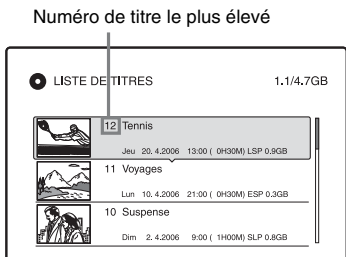 Numéro de titre le plus élevé
LISTE DE TITRES 1.1/4.7GB
12 Tennis
Jeu 20. 4.2006 13:00 ( 0H30M) LSP 0.9GB
11 Voyages
Lun 10. 4.2006 21:00 ( 0H30M) ESP 0.3GB
10 Suspense
Dim 2. 4.2006 9:00 ( 1H00M) SLP 0.8GB